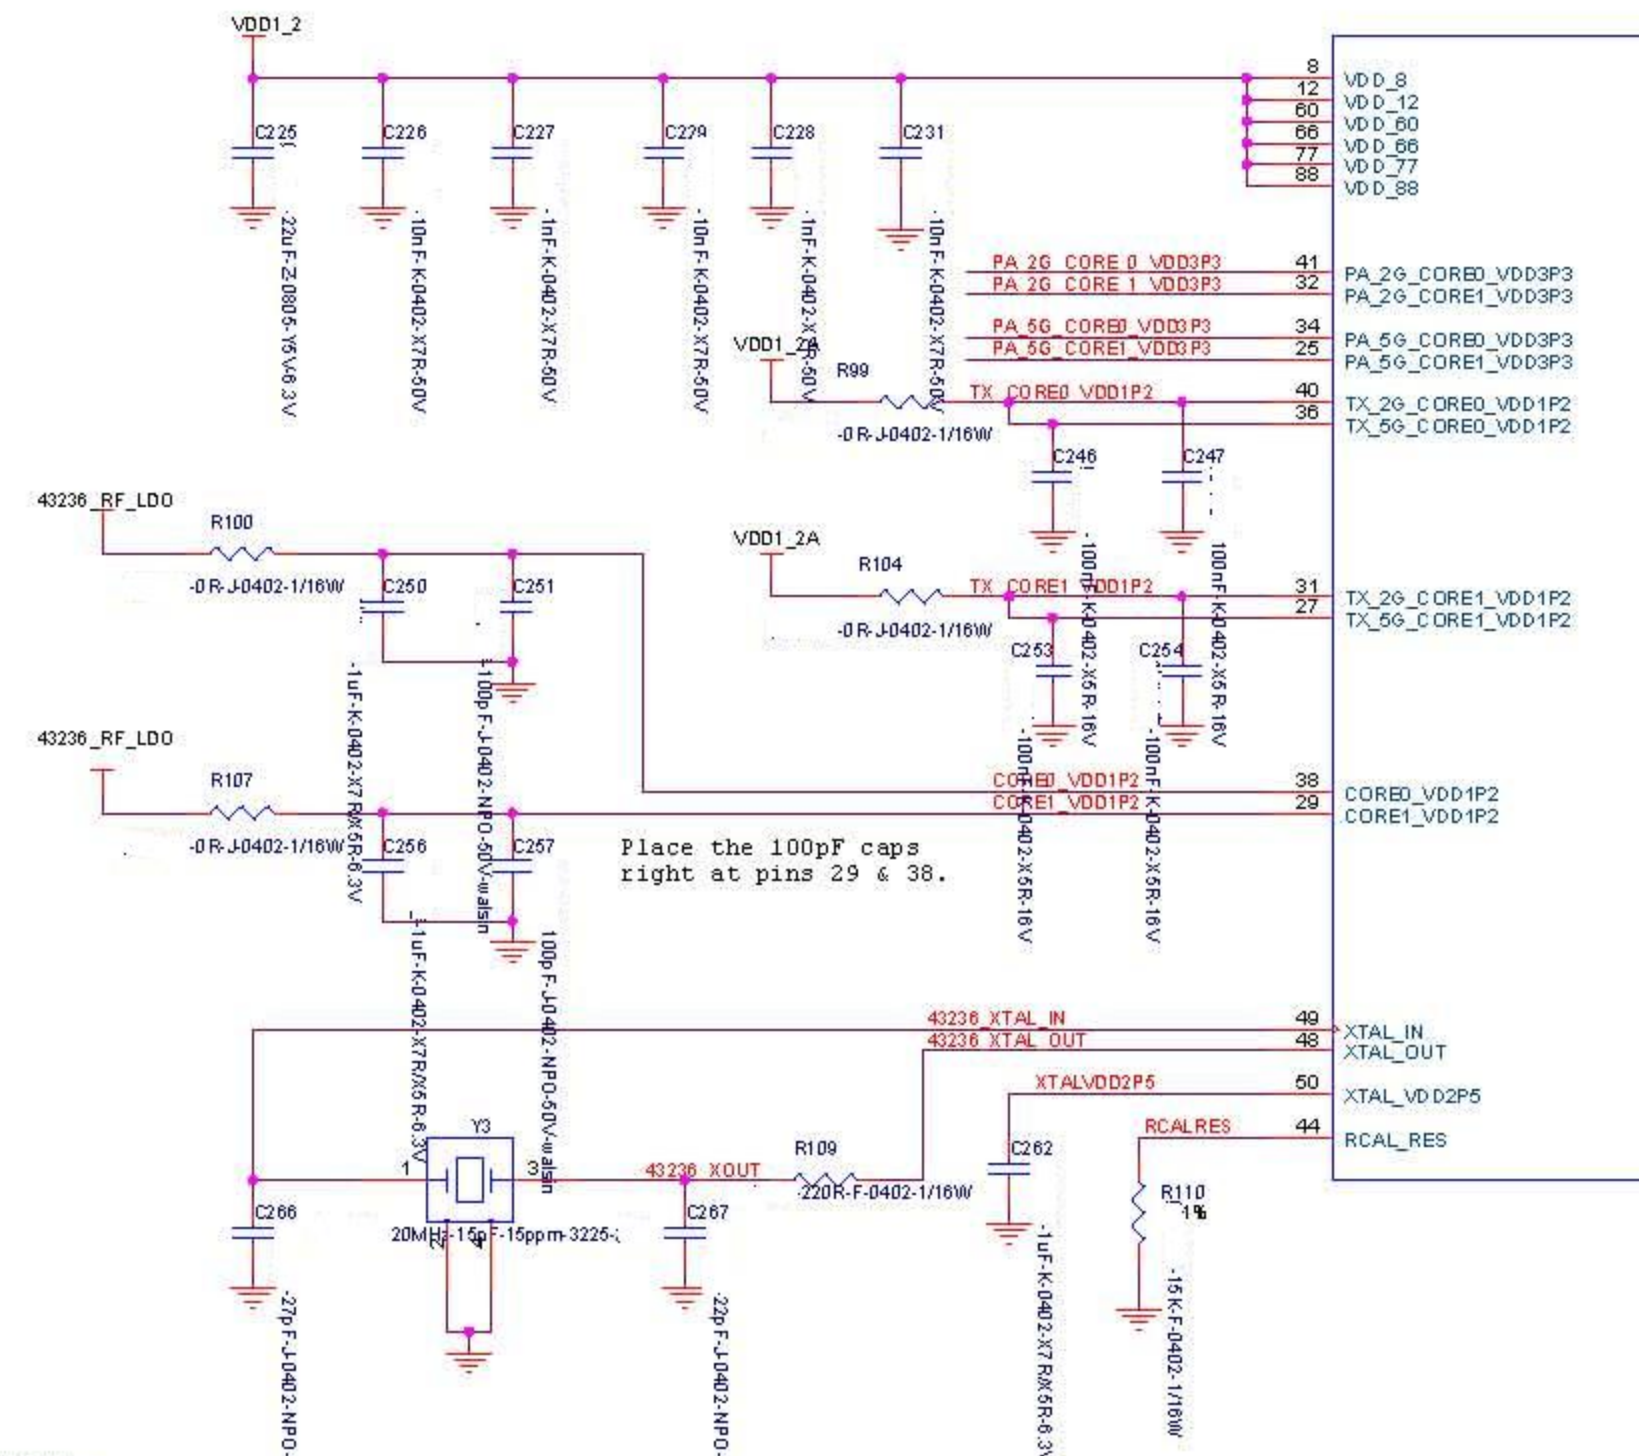 VDD1_2
C225
C226
C227
C229
C228
C231
-22uF-Z-0805-Y5V-6.3V
-10nF-K-0402-X7R-50V
-1nF-K-0402-X7R-50V
-10nF-K-0402-X7R-50V
-1nF-K-0402-X7R-50V
-10nF-K-0402-X7R-50V
8 VDD_8
12 VDD_12
60 VDD_60
66 VDD_66
77 VDD_77
88 VDD_88
PA_2G_CORE0_VDD3P3 41 PA_2G_CORE0_VDD3P3
PA_2G_CORE1_VDD3P3 32 PA_2G_CORE1_VDD3P3
PA_5G_CORE0_VDD3P3 34 PA_5G_CORE0_VDD3P3
PA_5G_CORE1_VDD3P3 25 PA_5G_CORE1_VDD3P3
VDD1_2A
R99
-0R-J-0402-1/16W
TX_CORE0_VDD1P2 40 TX_2G_CORE0_VDD1P2
36 TX_5G_CORE0_VDD1P2
C246
C247
-100nF-K-0402-X5R-16V
100nF-K-0402-X5R-16V
43236_RF_LDO
R100
-0R-J-0402-1/16W
C250
C251
-1uF-K-0402-X7R/X5R-6.3V
-100pF-J-0402-NPO-50V-walsin
VDD1_2A
R104
-0R-J-0402-1/16W
TX_CORE1_VDD1P2 31 TX_2G_CORE1_VDD1P2
27 TX_5G_CORE1_VDD1P2
C253
C254
-100nF-K-0402-X5R-16V
-100nF-K-0402-X5R-16V
43236_RF_LDO
R107
-0R-J-0402-1/16W
C256
C257
-1uF-K-0402-X7R/X5R-6.3V
100pF-J-0402-NPO-50V-walsin
CORE0_VDD1P2 38 CORE0_VDD1P2
CORE1_VDD1P2 29 CORE1_VDD1P2
Place the 100pF caps
right at pins 29 & 38.
43236_XTAL_IN 49 XTAL_IN
43236_XTAL_OUT 48 XTAL_OUT
XTALVDD2P5 50 XTAL_VDD2P5
RCALRES 44 RCAL_RES
Y3
1
3
2
4
20MHz-15pF-15ppm-3225-
43236_XOUT
R109
220R-F-0402-1/16W
C262
-1uF-K-0402-X7R/X5R-6.3V
R110
1%
-15K-F-0402-1/16W
C266
-27pF-J-0402-NPO-
C267
-22pF-J-0402-NPO-